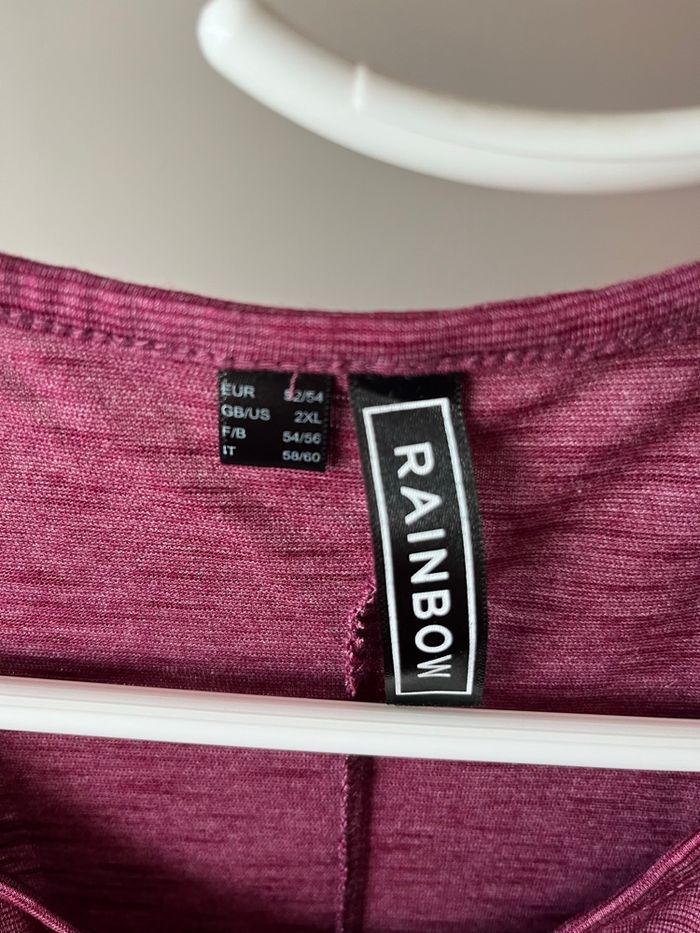 EUR 52/54
GB/US 2XL
F/B 54/56
IT 58/60
RAINBOW